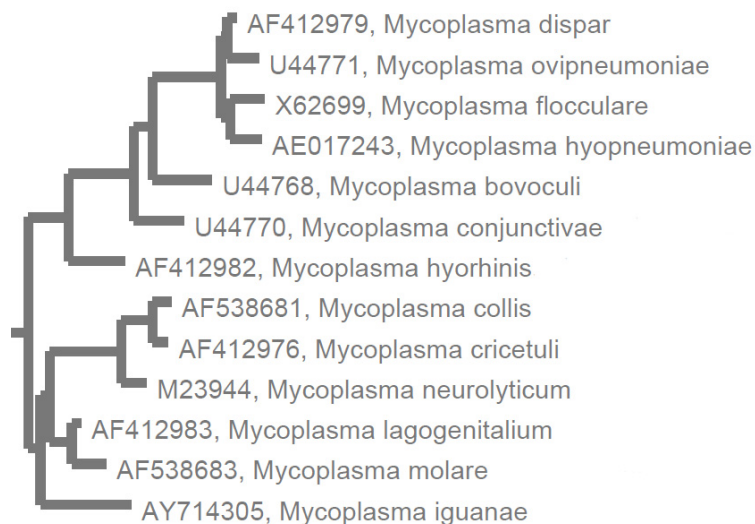 AF412979, Mycoplasma dispar
U44771, Mycoplasma ovipneumoniae
X62699, Mycoplasma flocculare
AE017243, Mycoplasma hyopneumoniae
U44768, Mycoplasma bovoculi
U44770, Mycoplasma conjunctivae
AF412982, Mycoplasma hyorhinis
AF538681, Mycoplasma collis
AF412976, Mycoplasma cricetuli
M23944, Mycoplasma neurolyticum
AF412983, Mycoplasma lagogenitalium
AF538683, Mycoplasma molare
AY714305, Mycoplasma iguanae